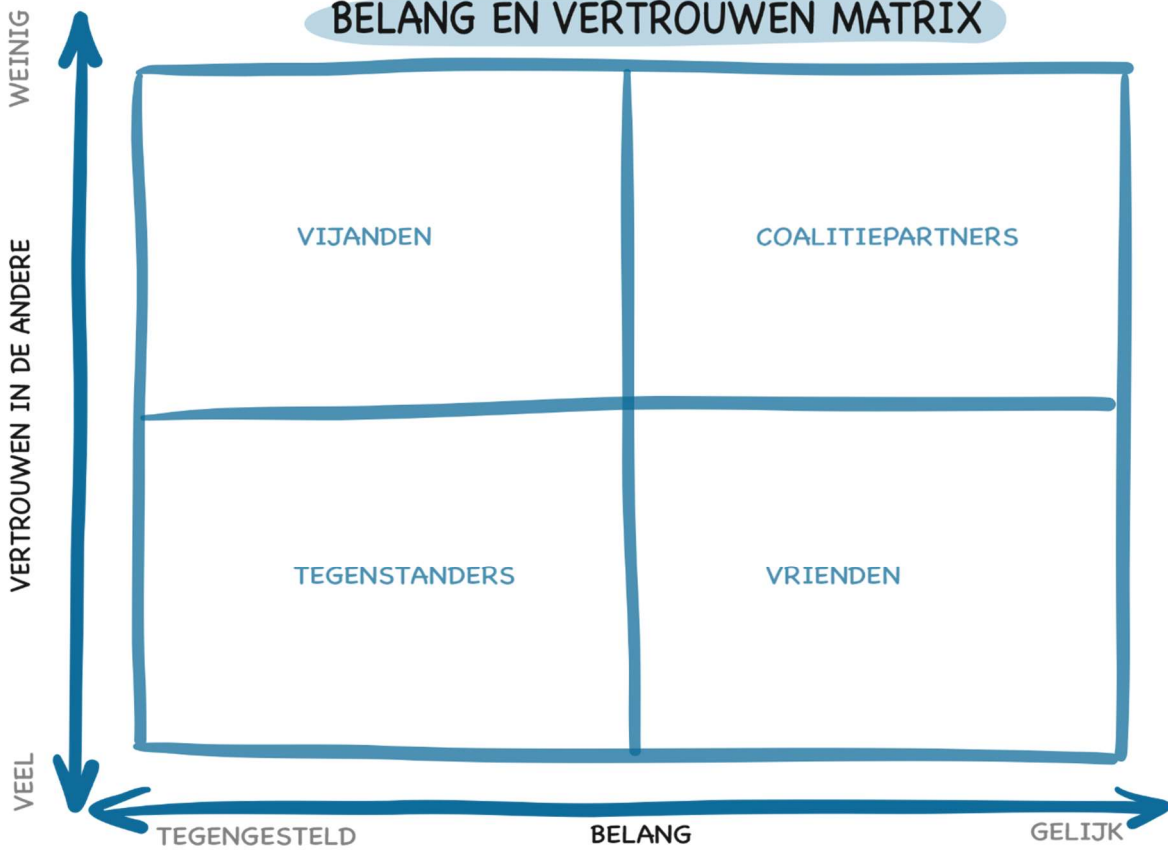 BELANG EN VERTROUWEN MATRIX
WEINIG
VERTROUWEN IN DE ANDERE
VEEL
VIJANDEN
COALITIEPARTNERS
TEGENSTANDERS
VRIENDEN
TEGENGESTELD
BELANG
GELIJK